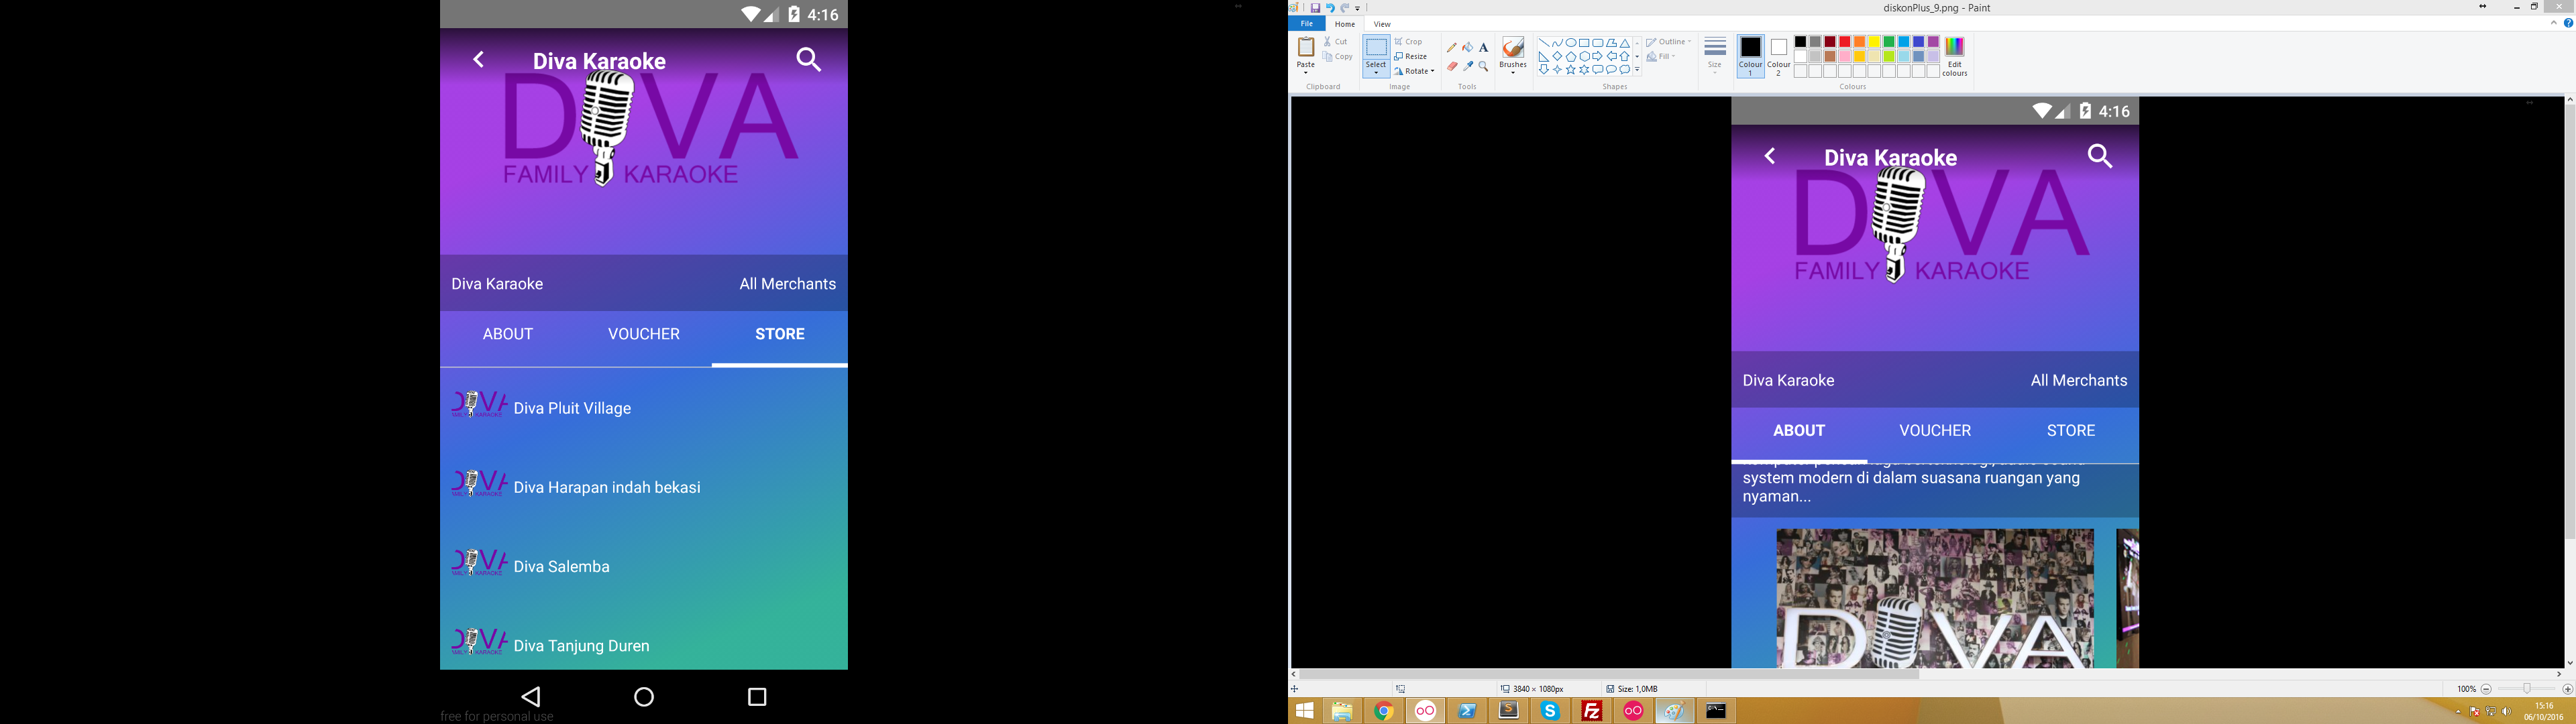 4:16
Diva Karaoke
DIVA
FAMILY KARAOKE
Diva Karaoke
All Merchants
ABOUT
VOUCHER
STORE
DIVA Diva Pluit Village
DIVA Diva Harapan indah bekasi
DIVA Diva Salemba
DIVA Diva Tanjung Duren
free for personal use
diskonPlus_9.png - Paint
File
Home
View
Paste
Cut
Copy
Clipboard
Select
Crop
Resize
Rotate
Image
Tools
Brushes
Shapes
Outline
Fill
Size
Colour 1
Colour 2
Edit colours
Colours
4:16
Diva Karaoke
DIVA
FAMILY KARAOKE
Diva Karaoke
All Merchants
ABOUT
VOUCHER
STORE
system modern di dalam suasana ruangan yang
nyaman...
DIVA
3840 × 1080px
Size: 1,0MB
100%
15:16
06/10/2016